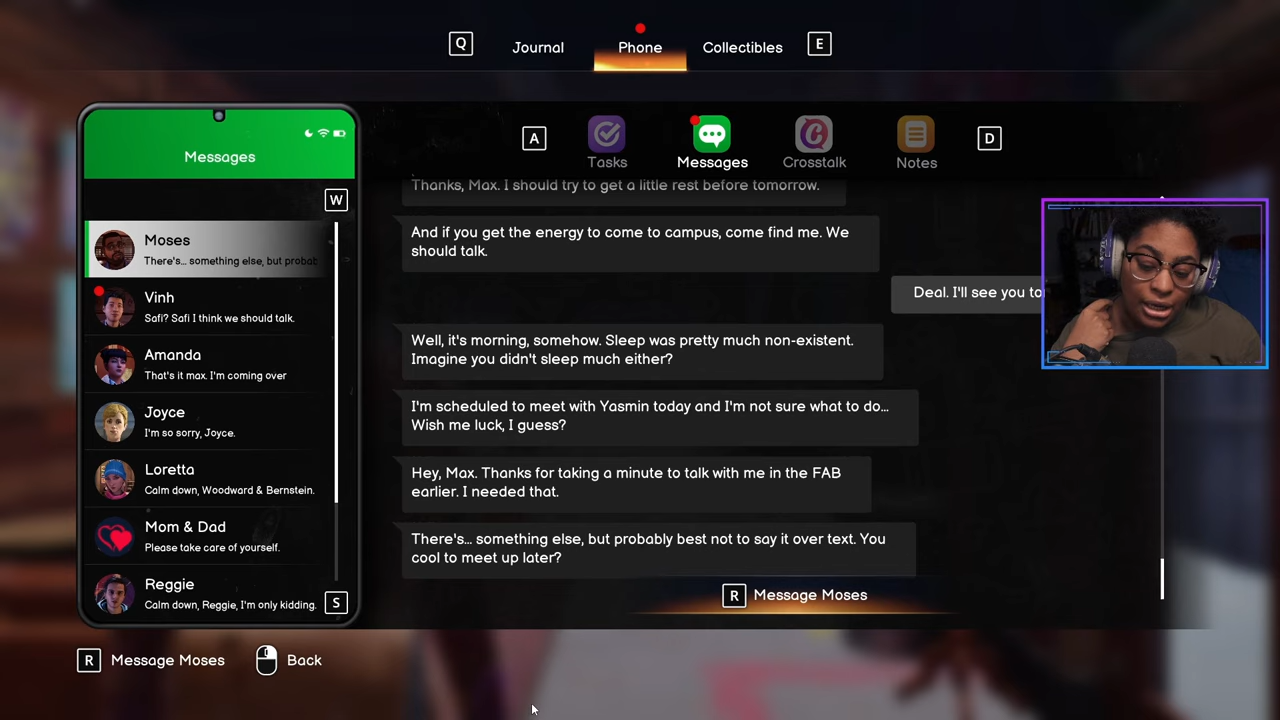 Q
Journal
Phone
Collectibles
E
Messages
W
Moses
There's... something else, but probat
Vinh
Safi? Safi I think we should talk.
Amanda
That's it max. I'm coming over
Joyce
I'm so sorry, Joyce.
Loretta
Calm down, Woodward & Bernstein.
Mom & Dad
Please take care of yourself.
Reggie
Calm down, Reggie, I'm only kidding.
S
A
Tasks
Messages
Crosstalk
Notes
D
Thanks, Max. I should try to get a little rest before tomorrow.
And if you get the energy to come to campus, come find me. We
should talk.
Deal. I'll see you to
Well, it's morning, somehow. Sleep was pretty much non-existent.
Imagine you didn't sleep much either?
I'm scheduled to meet with Yasmin today and I'm not sure what to do...
Wish me luck, I guess?
Hey, Max. Thanks for taking a minute to talk with me in the FAB
earlier. I needed that.
There's... something else, but probably best not to say it over text. You
cool to meet up later?
R Message Moses
R Message Moses
Back